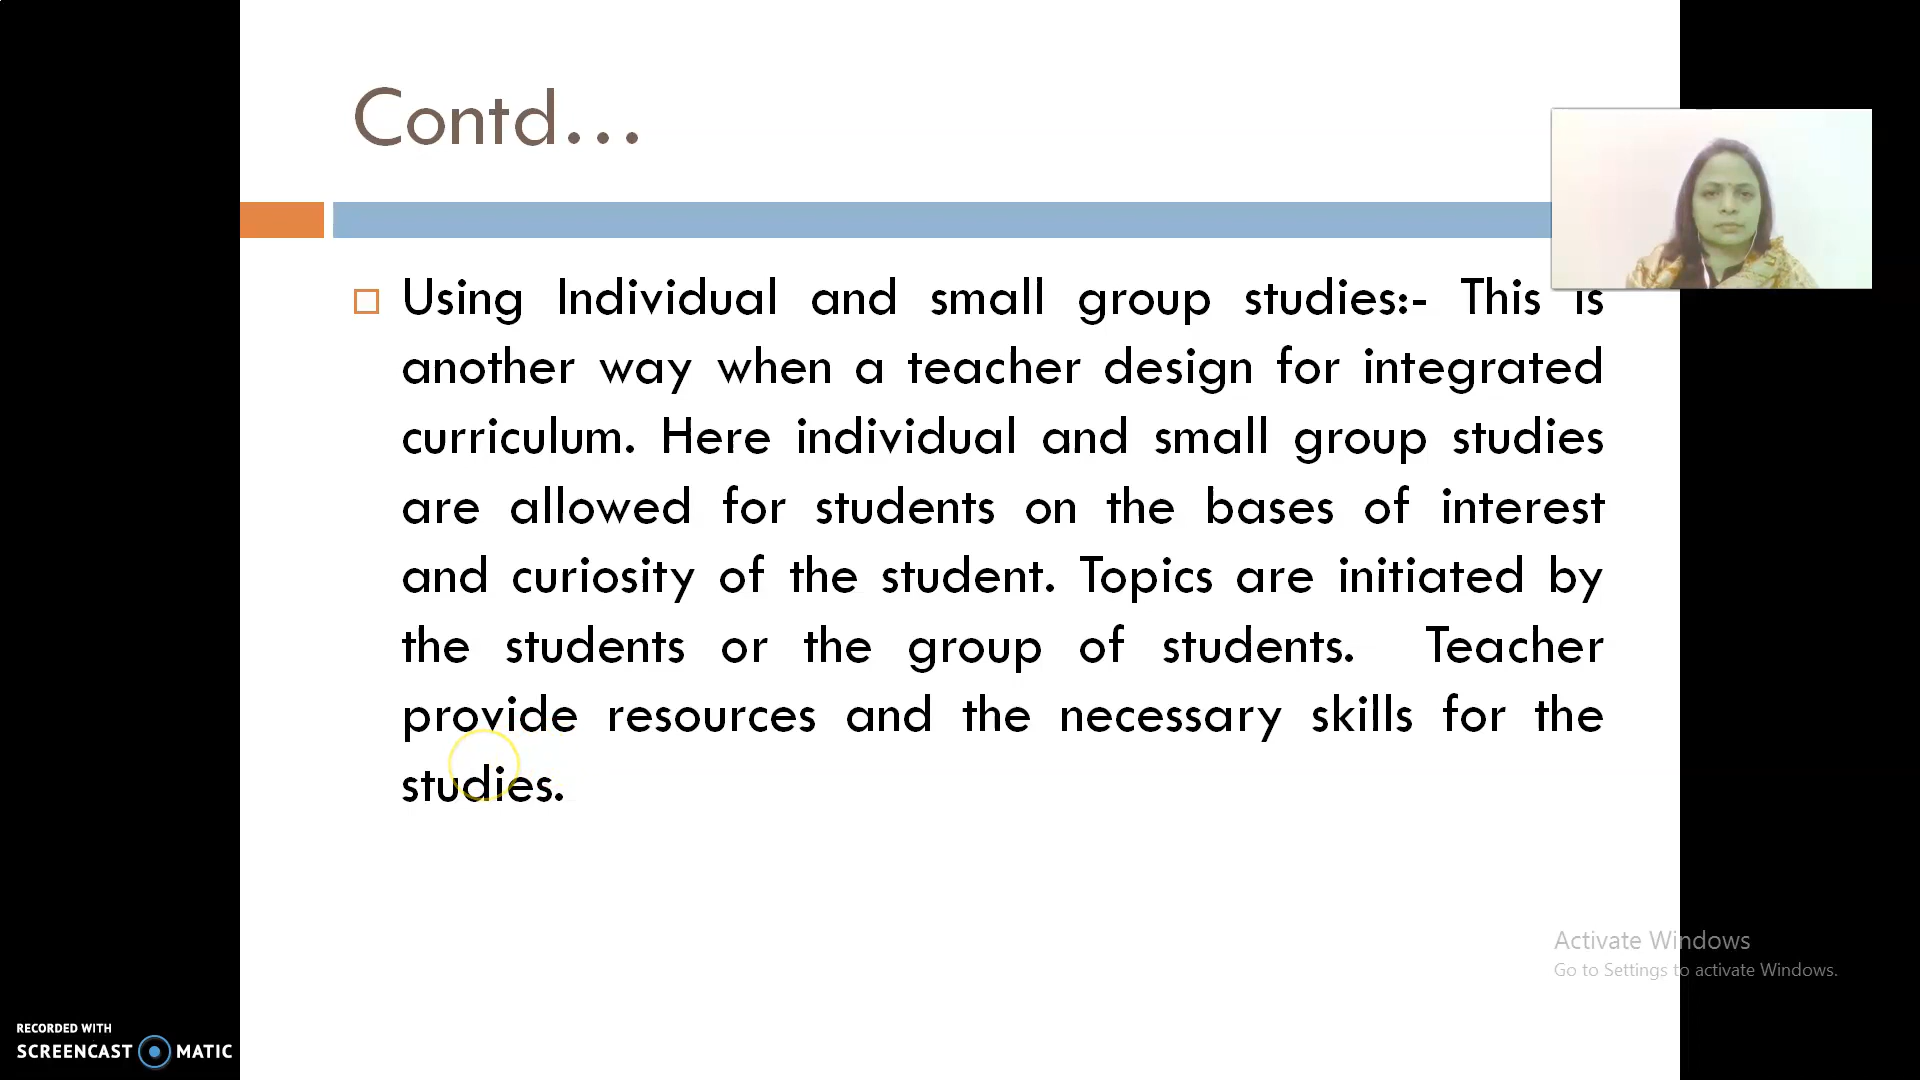 Contd...
Using Individual and small group studies:- This is
another way when a teacher design for integrated
curriculum. Here individual and small group studies
are allowed for students on the bases of interest
and curiosity of the student. Topics are initiated by
the students or the group of students. Teacher
provide resources and the necessary skills for the
studies.
Activate Windows
Go to Settings to activate Windows.
RECORDED WITH
SCREENCAST MATIC